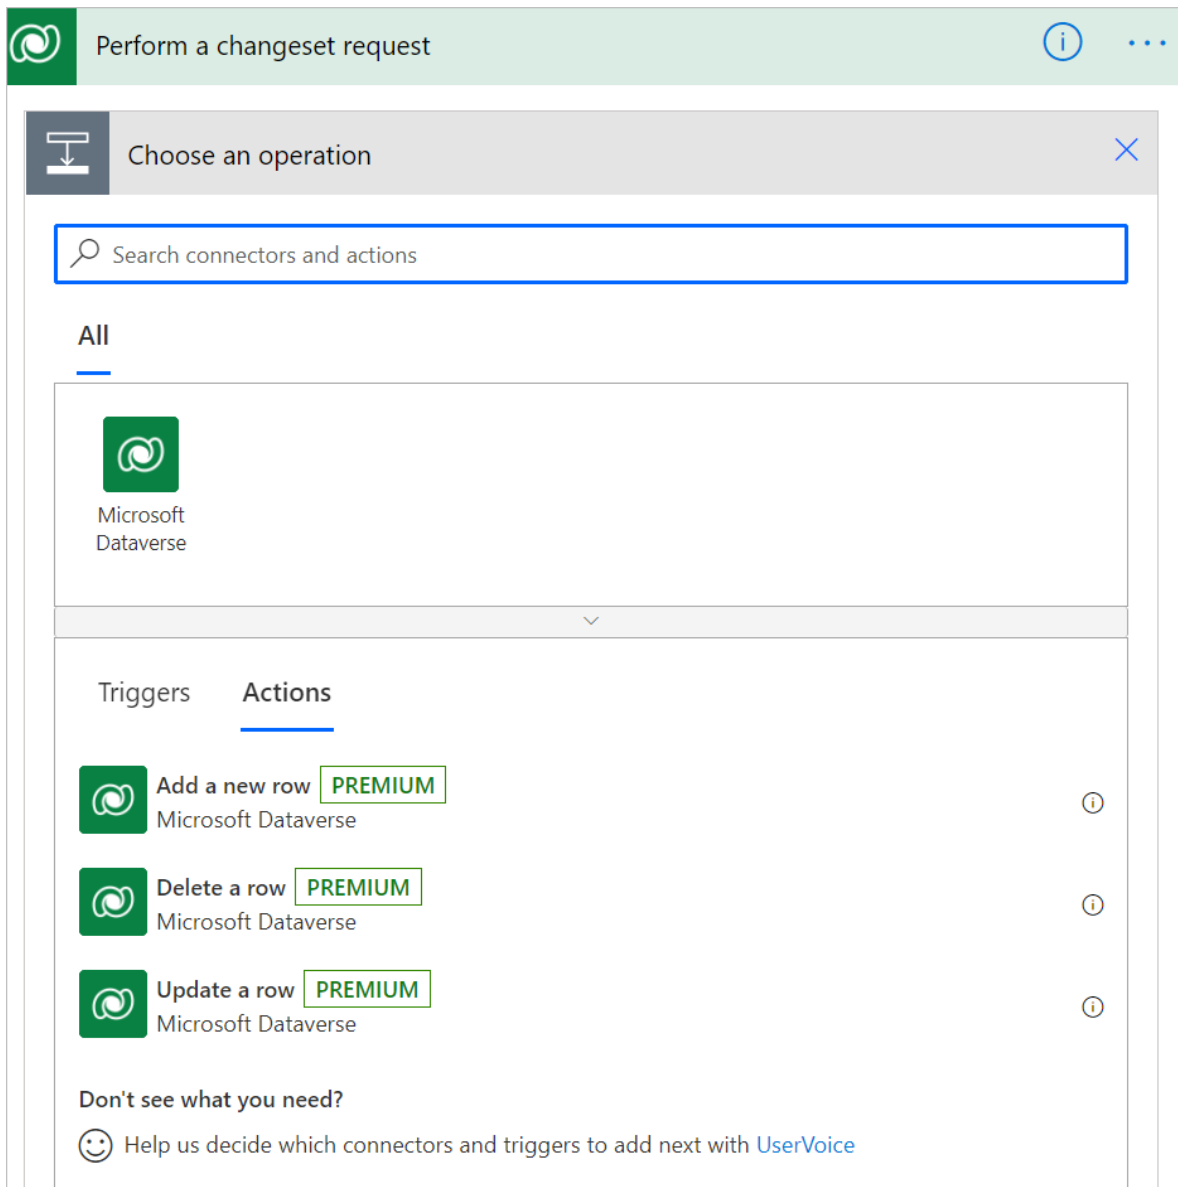 Perform a changeset request
Choose an operation
Search connectors and actions
All
Microsoft
Dataverse
Triggers Actions
Add a new row PREMIUM
Microsoft Dataverse
Delete a row PREMIUM
Microsoft Dataverse
Update a row PREMIUM
Microsoft Dataverse
Don't see what you need?
Help us decide which connectors and triggers to add next with UserVoice